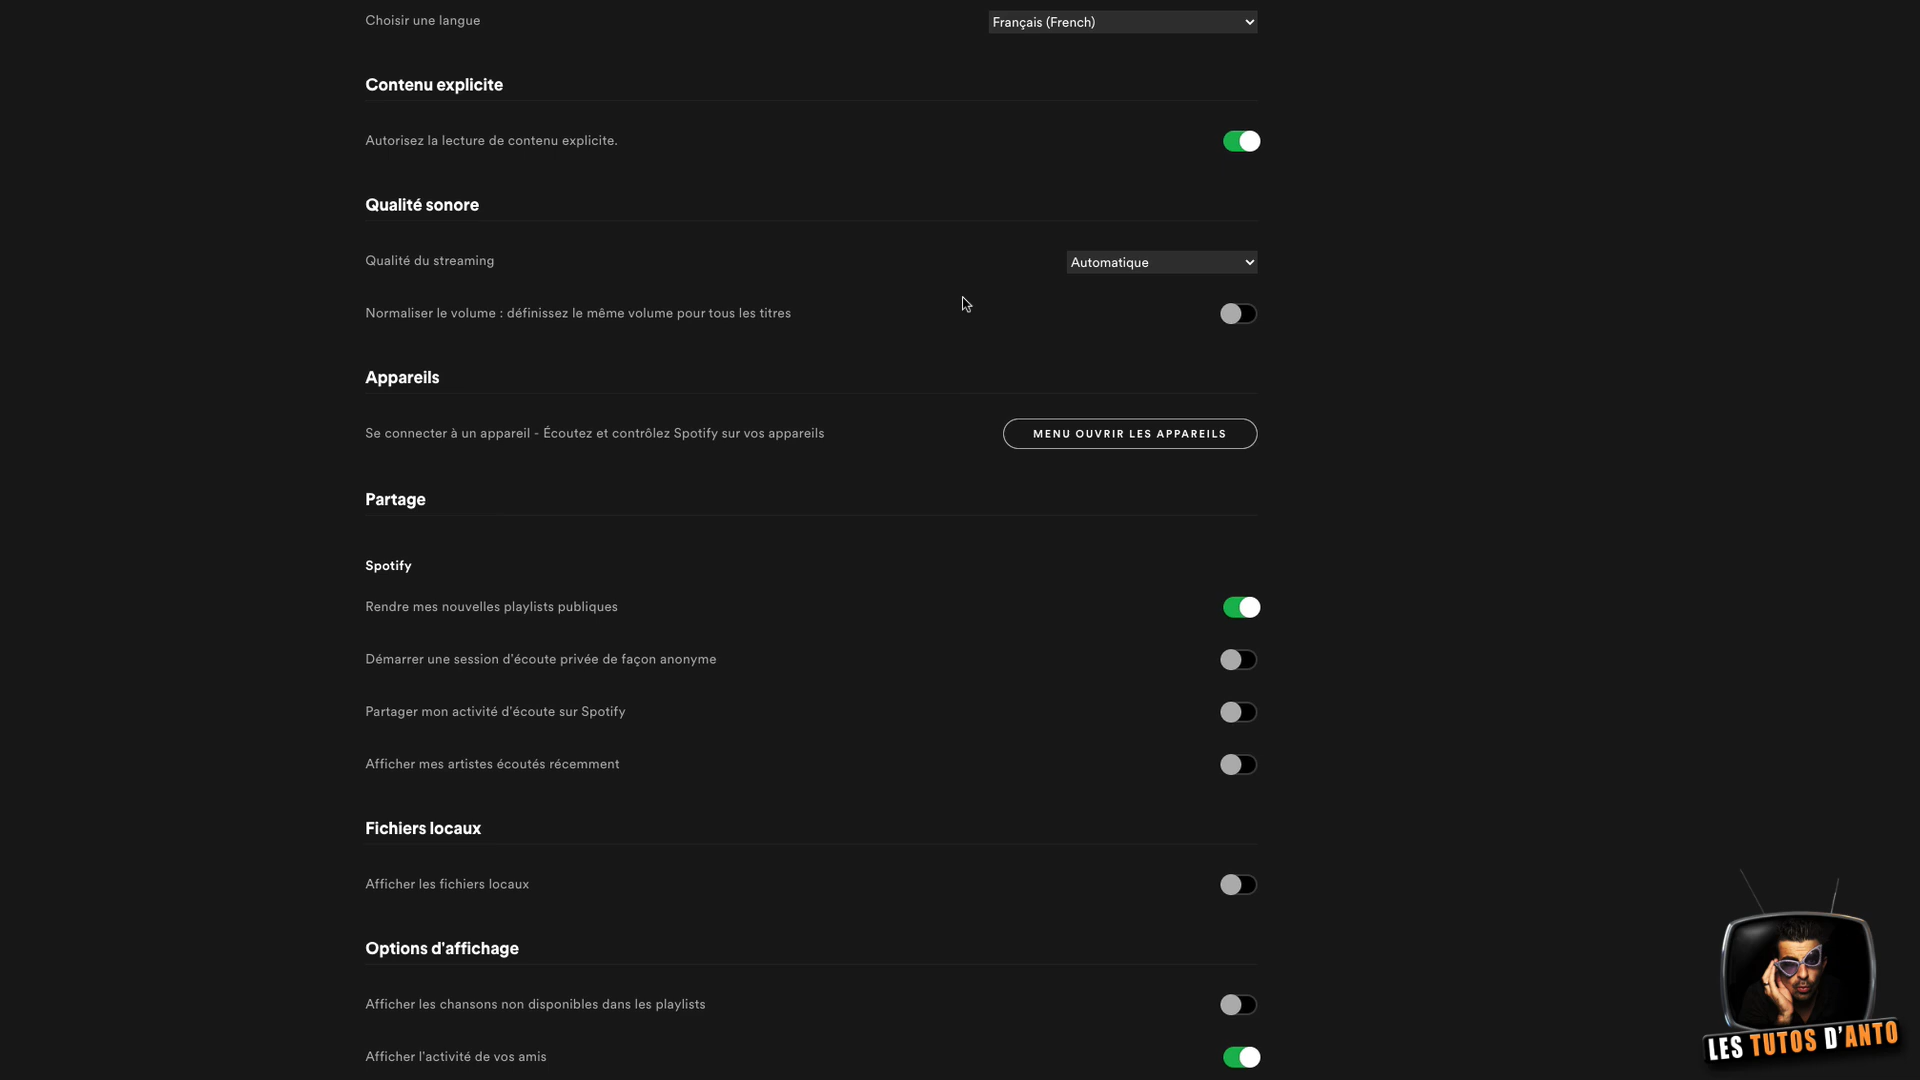 Choisir une langue
Français (French)
Contenu explicite
Autorisez la lecture de contenu explicite.
Qualité sonore
Qualité du streaming
Automatique
Normaliser le volume : définissez le même volume pour tous les titres
Appareils
Se connecter à un appareil - Écoutez et contrôlez Spotify sur vos appareils
MENU OUVRIR LES APPAREILS
Partage
Spotify
Rendre mes nouvelles playlists publiques
Démarrer une session d'écoute privée de façon anonyme
Partager mon activité d'écoute sur Spotify
Afficher mes artistes écoutés récemment
Fichiers locaux
Afficher les fichiers locaux
Options d'affichage
Afficher les chansons non disponibles dans les playlists
Afficher l'activité de vos amis
LES TUTOS D'ANTO